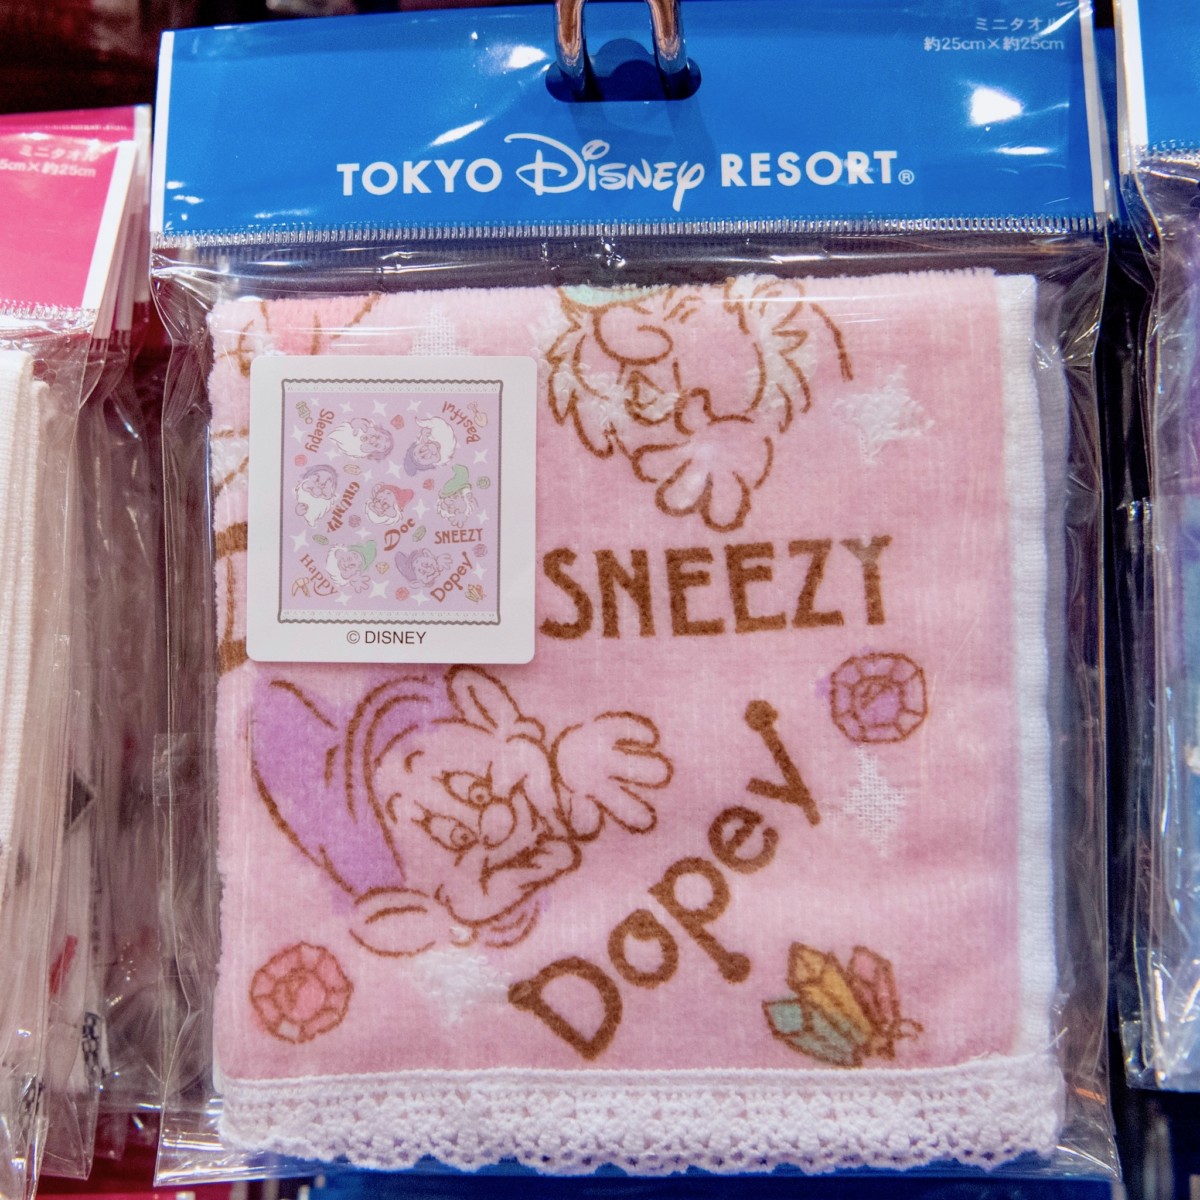 ミニタオル
約25cm×約25cm
TOKYO Disney RESORT®
ミニタオル
5cm×約25cm
Sleepy
Bashful
GRUMPY
Doc
SNEEZY
Happy
Dopey
© DISNEY
SNEEZY
Dopey